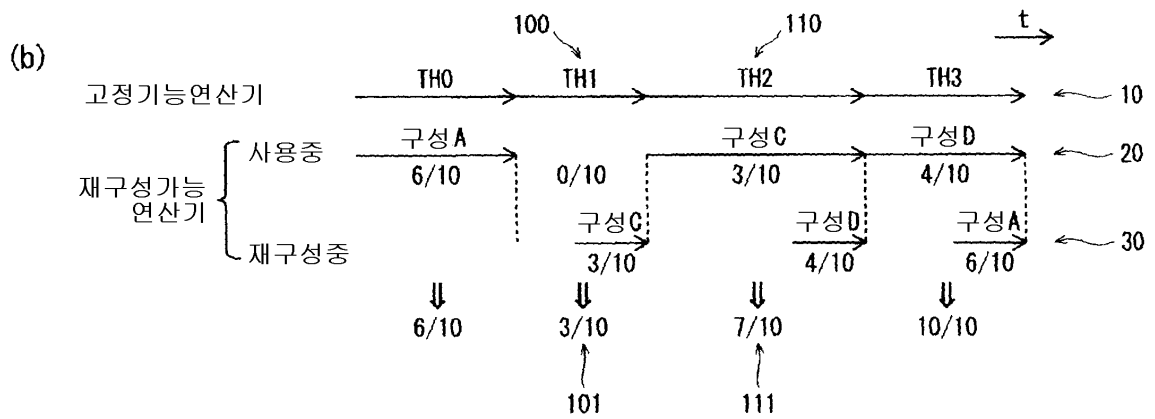 100
110
t
(b)
TH0 TH1 TH2 TH3
고정기능연산기
10
구성A 구성C 구성D
사용중
20
6/10 0/10 3/10 4/10
재구성가능
연산기
구성C 구성D 구성A
재구성중
30
3/10 4/10 6/10
⇓ ⇓ ⇓ ⇓
6/10 3/10 7/10 10/10
101 111